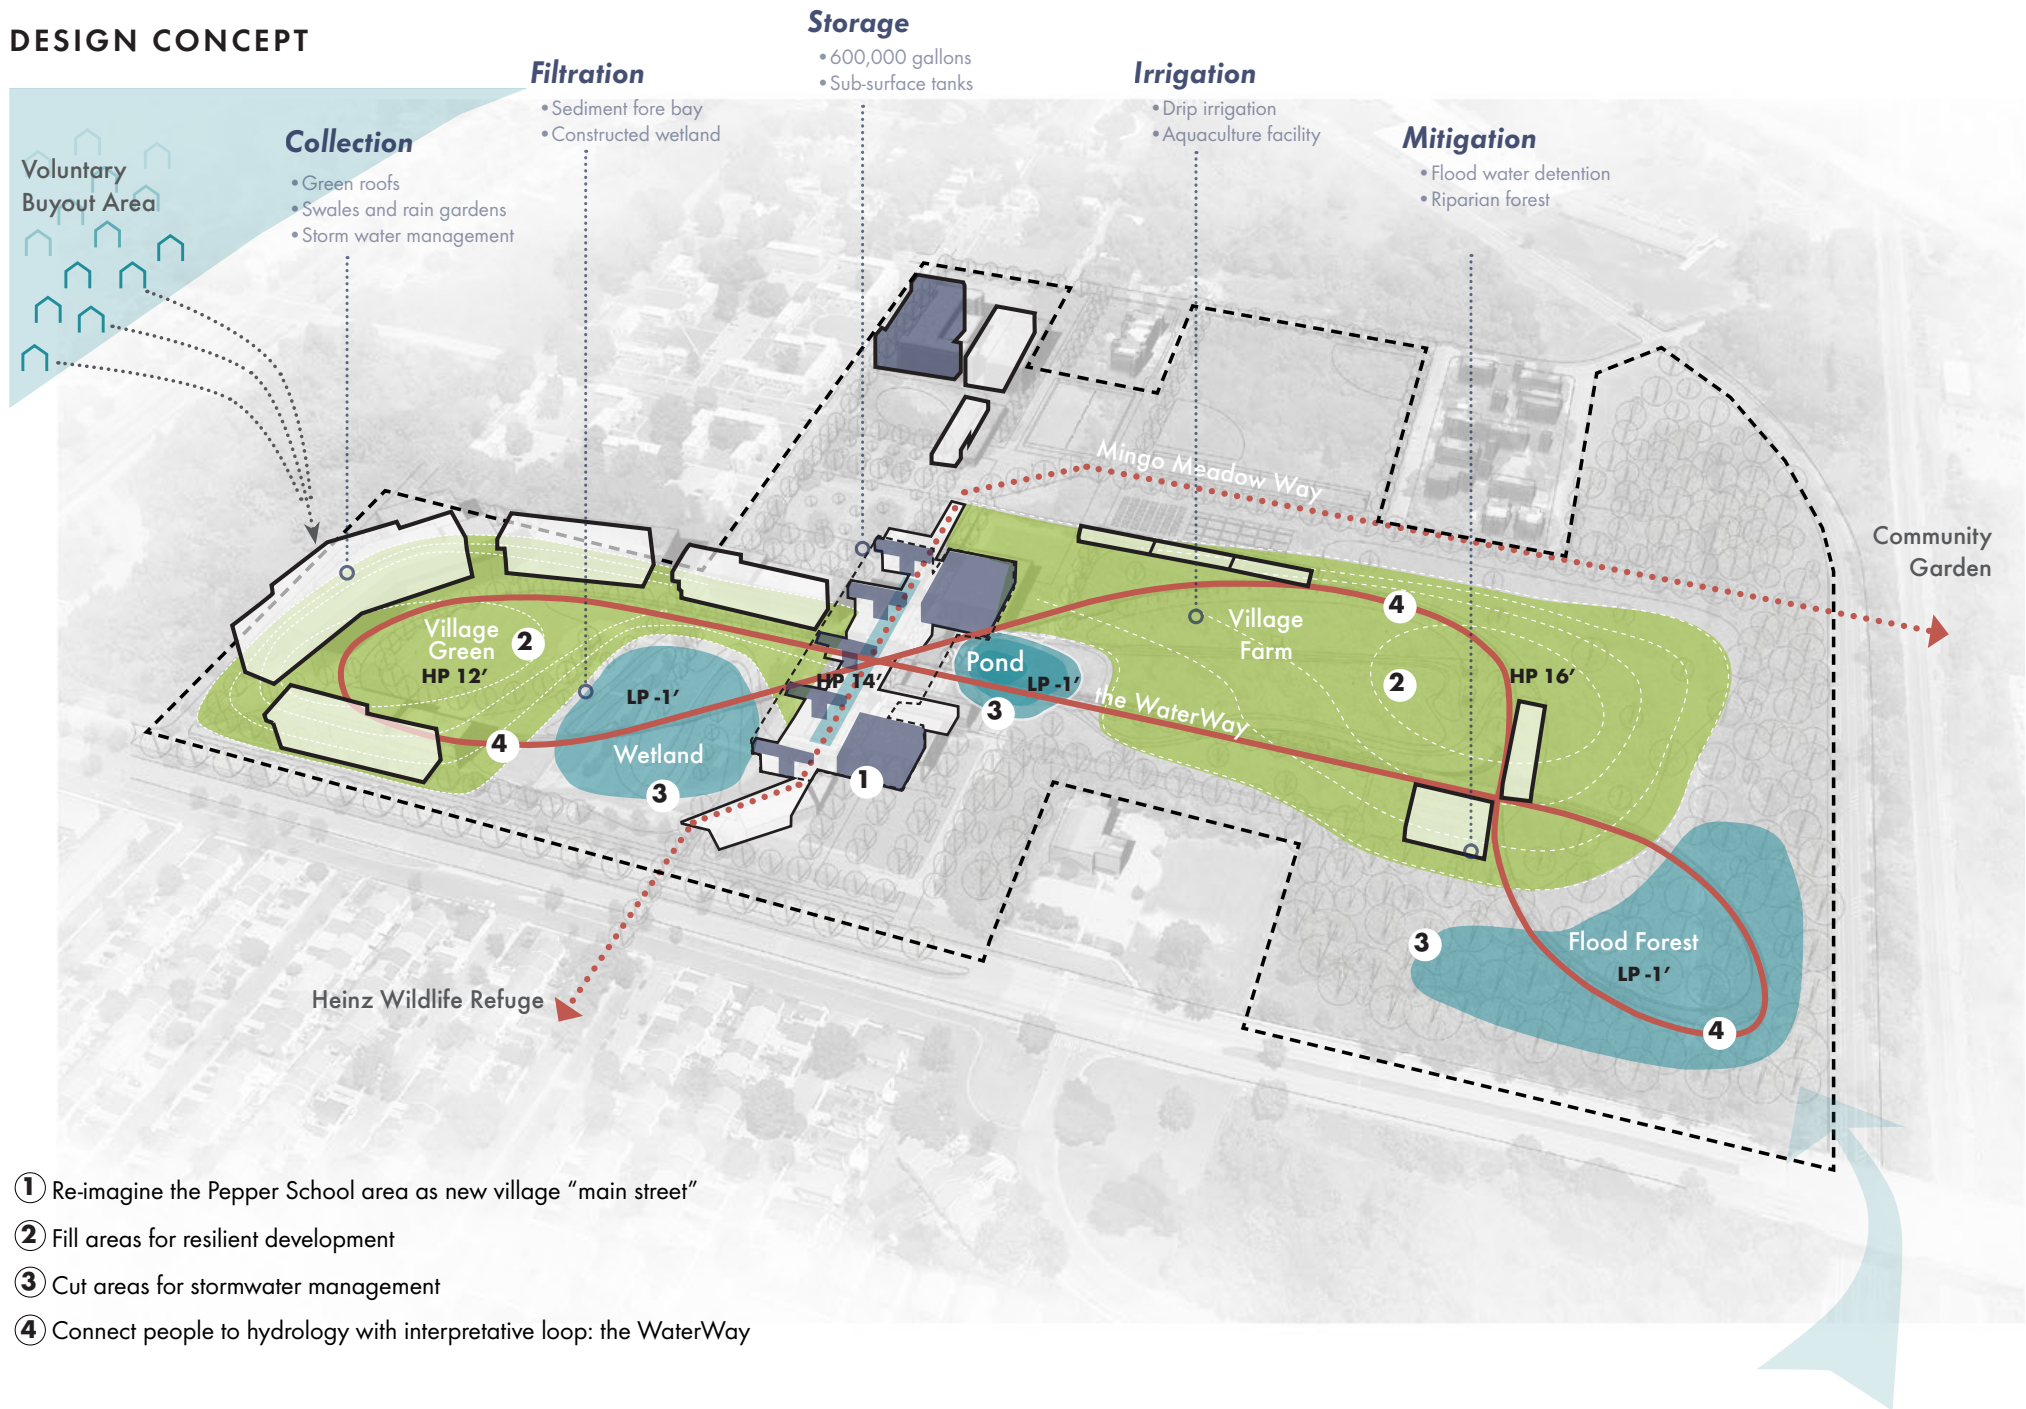 DESIGN CONCEPT
Storage
• 600,000 gallons
• Sub-surface tanks
Filtration
• Sediment fore bay
• Constructed wetland
Irrigation
• Drip irrigation
• Aquaculture facility
Collection
• Green roofs
• Swales and rain gardens
• Storm water management
Mitigation
• Flood water detention
• Riparian forest
Voluntary
Buyout Area
Mingo Meadow Way
Community
Garden
Village
Green
2
HP 12′
LP -1′
Wetland
3
4
HP 14′
1
Pond
LP -1′
3
the WaterWay
Village
Farm
4
2
HP 16′
3
Flood Forest
LP -1′
4
Heinz Wildlife Refuge
1 Re-imagine the Pepper School area as new village “main street”
2 Fill areas for resilient development
3 Cut areas for stormwater management
4 Connect people to hydrology with interpretative loop: the WaterWay